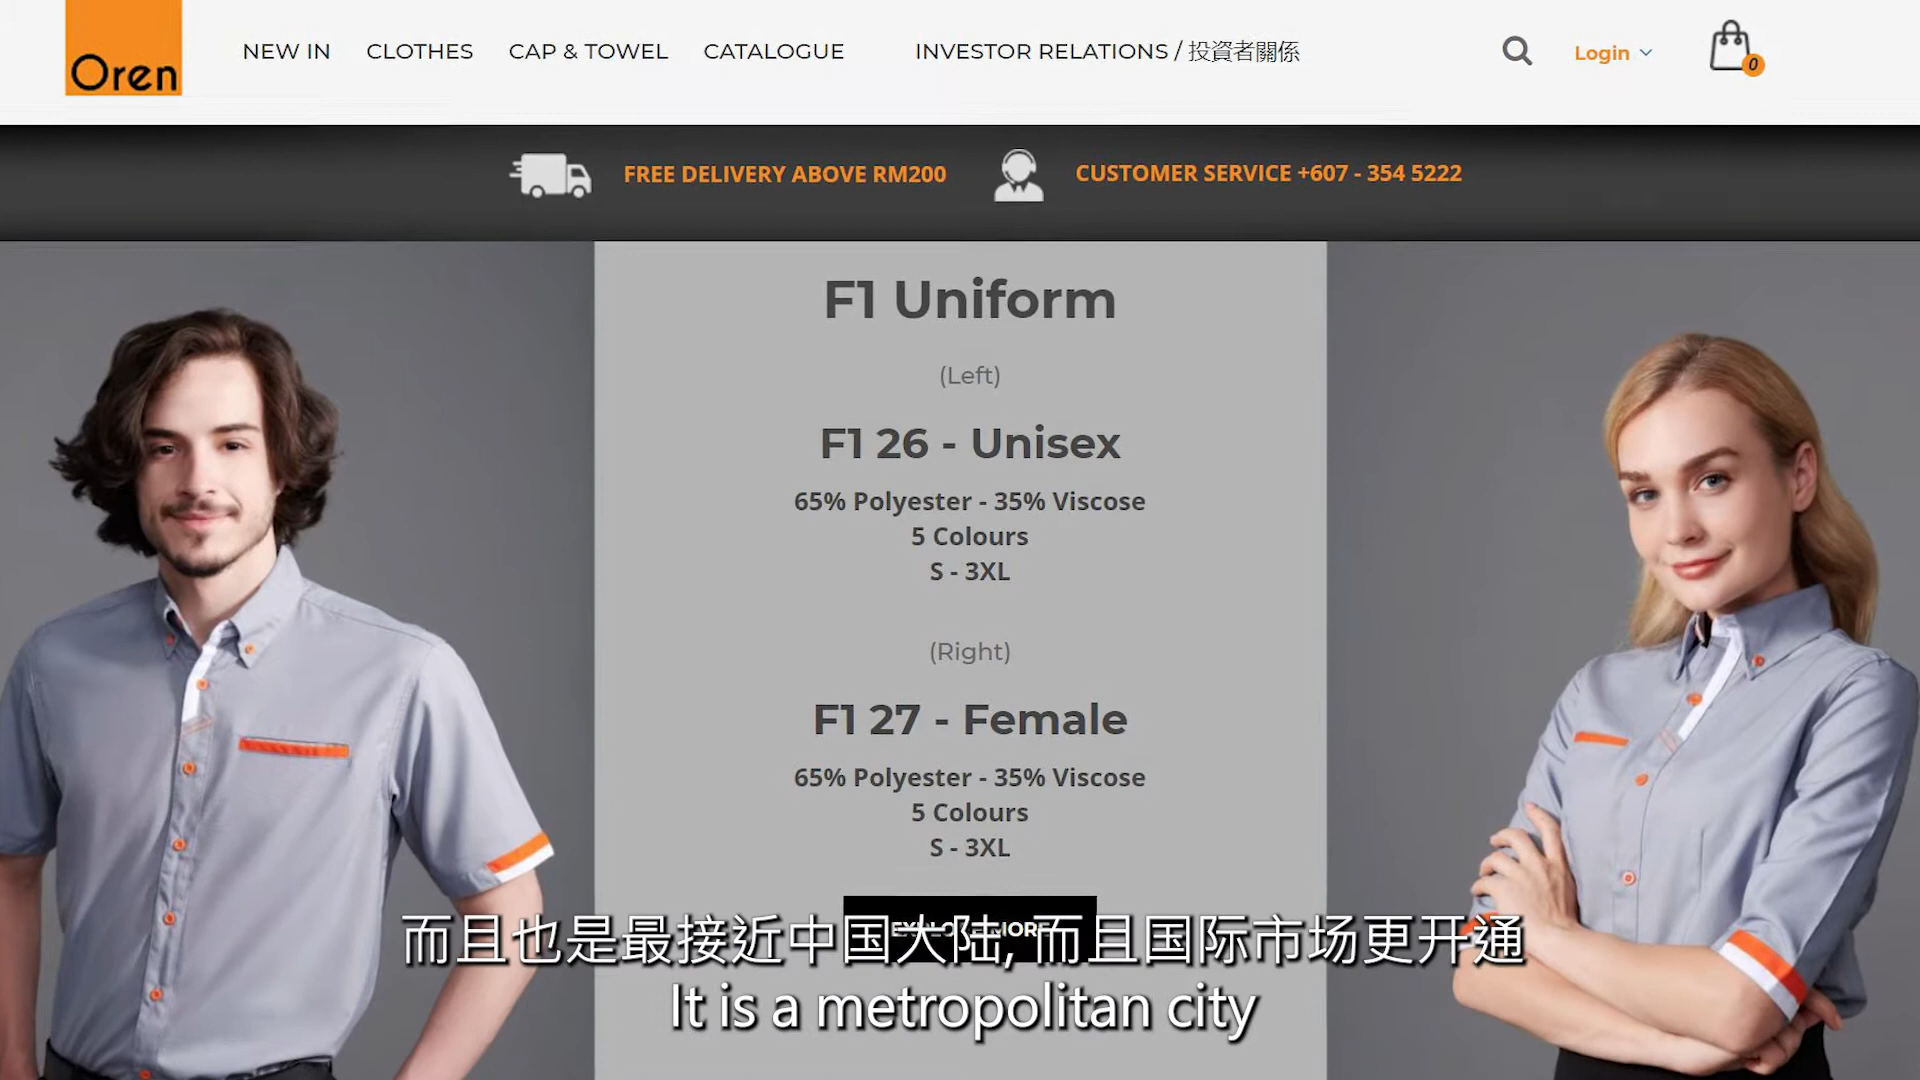 Oren
NEW IN
CLOTHES
CAP & TOWEL
CATALOGUE
INVESTOR RELATIONS / 投資者關係
Login
0
FREE DELIVERY ABOVE RM200
CUSTOMER SERVICE +607 - 354 5222
F1 Uniform
(Left)
F1 26 - Unisex
65% Polyester - 35% Viscose
5 Colours
S - 3XL
(Right)
F1 27 - Female
65% Polyester - 35% Viscose
5 Colours
S - 3XL
EXPLORE MORE
而且也是最接近中国大陆, 而且国际市场更开通
It is a metropolitan city